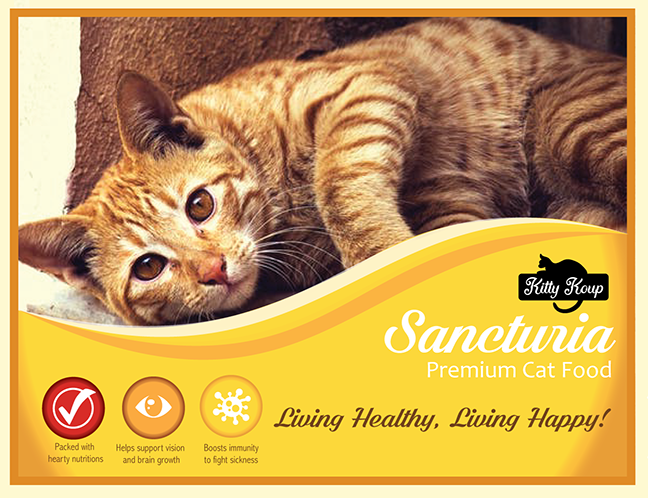 Kitty Koup
Sancturia
Premium Cat Food
Living Healthy, Living Happy!
Packed with
hearty nutritions
Helps support vision
and brain growth
Boosts immunity
to fight sickness